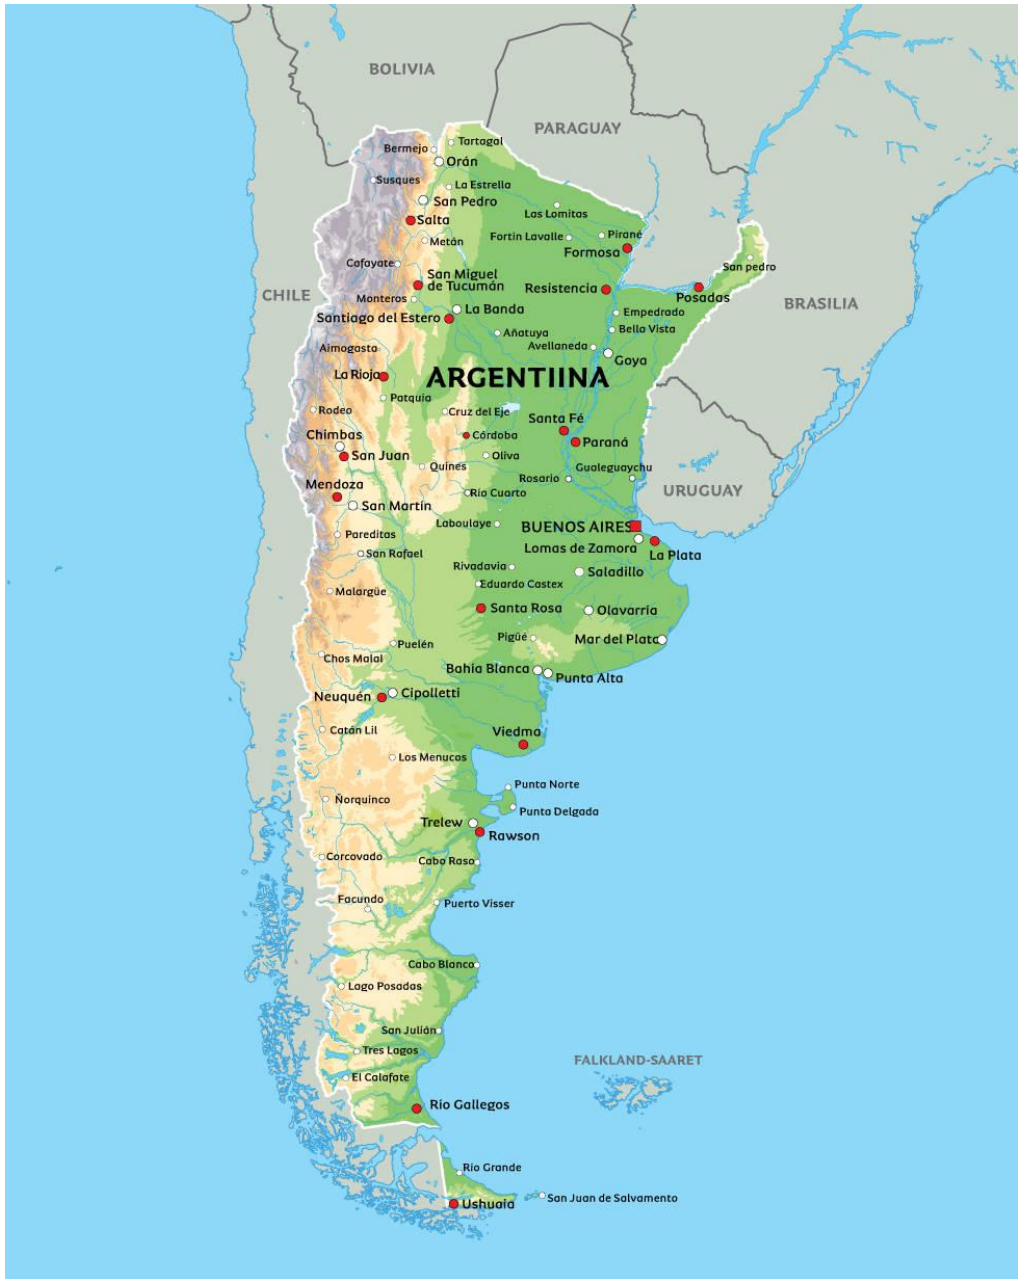 BOLIVIA
PARAGUAY
Tartagal
Bermejo
Orán
Susques
La Estrella
San Pedro
Las Lomitas
Salta
Pirané
Fortin Lavalle
Metán
Formosa
Cafayate
San pedro
San Miguel
de Tucumán
Resistencia
CHILE
Monteros
Posadas
BRASILIA
La Banda
Empedrado
Santiago del Estero
Bella Vista
Añatuya
Aimogasta
Avellaneda
Goya
La Rioja
ARGENTIINA
Patquia
Rodeo
Cruz del Eje
Santa Fé
Chimbas
Córdoba
Paraná
San Juan
Oliva
Quines
Gualeguaychu
Rosario
Mendoza
Río Cuarto
URUGUAY
San Martín
Laboulaye
BUENOS AIRES
Pareditas
Lomas de Zamora
San Rafael
La Plata
Rivadavia
Saladillo
Eduardo Castex
Malargüe
Santa Rosa
Olavarría
Pigüé
Mar del Plata
Puelén
Chos Malal
Bahía Blanca
Punta Alta
Neuquén
Cipolletti
Catán Lil
Viedma
Los Menucos
Punta Norte
Ñorquinco
Punta Delgada
Trelew
Rawson
Corcovado
Cabo Raso
Facundo
Puerto Visser
Cabo Blanco
Lago Posadas
San Julián
Tres Lagos
FALKLAND-SAARET
El Calafate
Río Gallegos
Río Grande
San Juan de Salvamento
Ushuaia